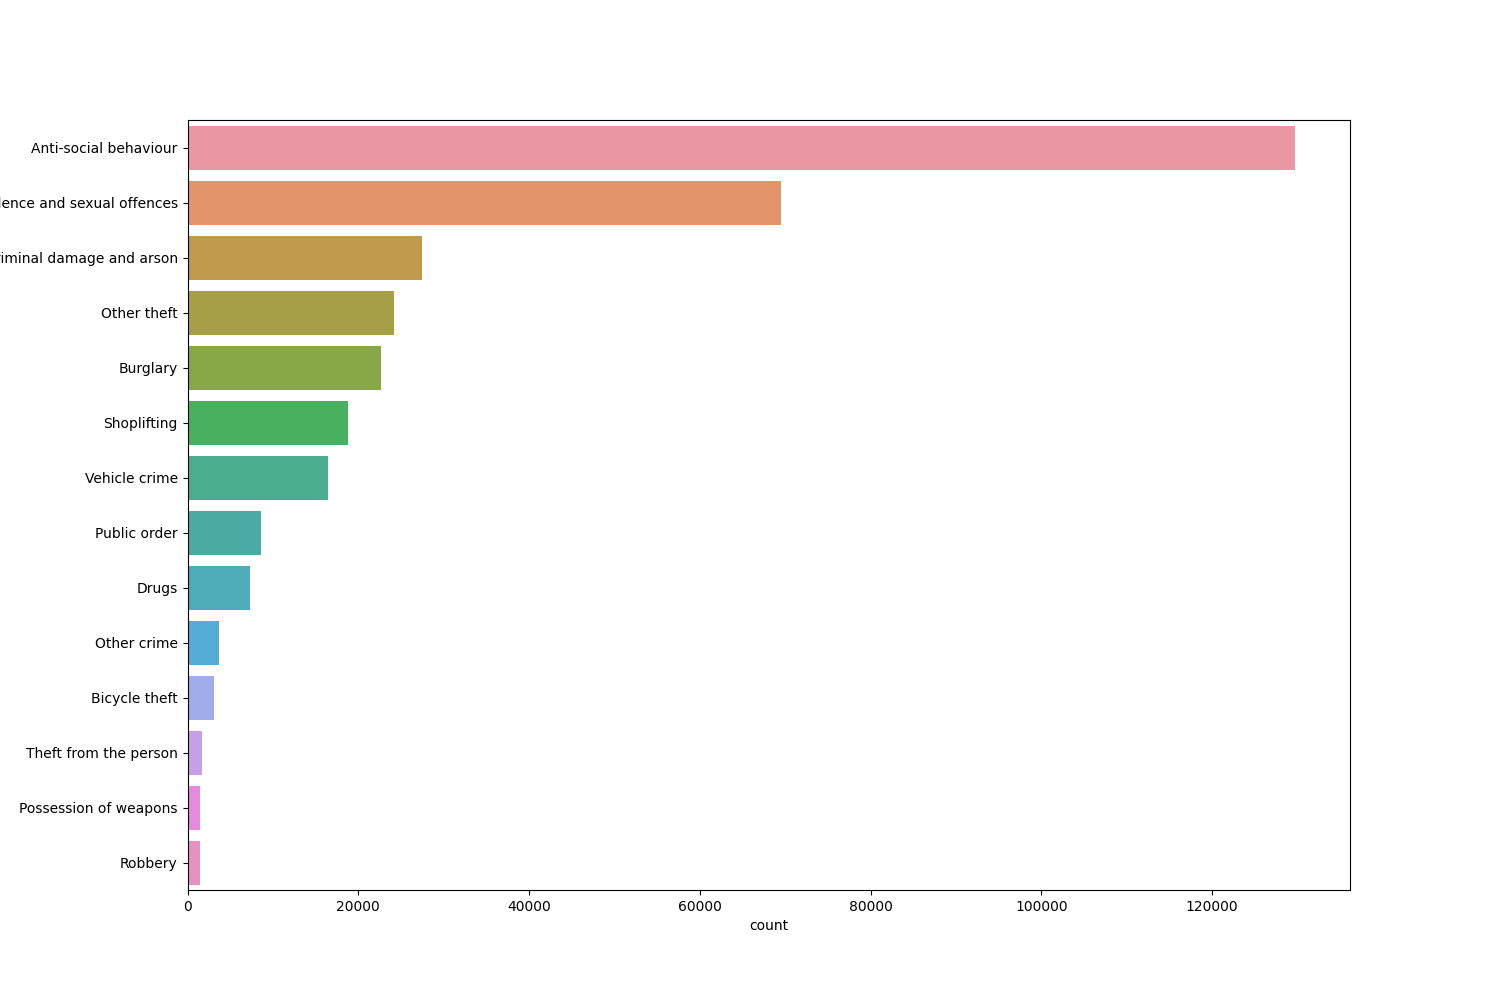 Anti-social behaviour
lence and sexual offences
iminal damage and arson
Other theft
Burglary
Shoplifting
Vehicle crime
Public order
Drugs
Other crime
Bicycle theft
Theft from the person
Possession of weapons
Robbery
0 20000 40000 60000 80000 100000 120000
count